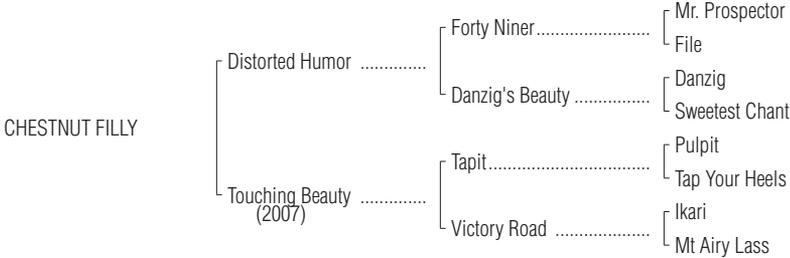 Mr. Prospector
Forty Niner..........................
File
Distorted Humor ...............
Danzig
Danzig's Beauty .................
Sweetest Chant
CHESTNUT FILLY
Pulpit
Tapit.....................................
Tap Your Heels
Touching Beauty ...............
(2007)
Ikari
Victory Road .....................
Mt Airy Lass